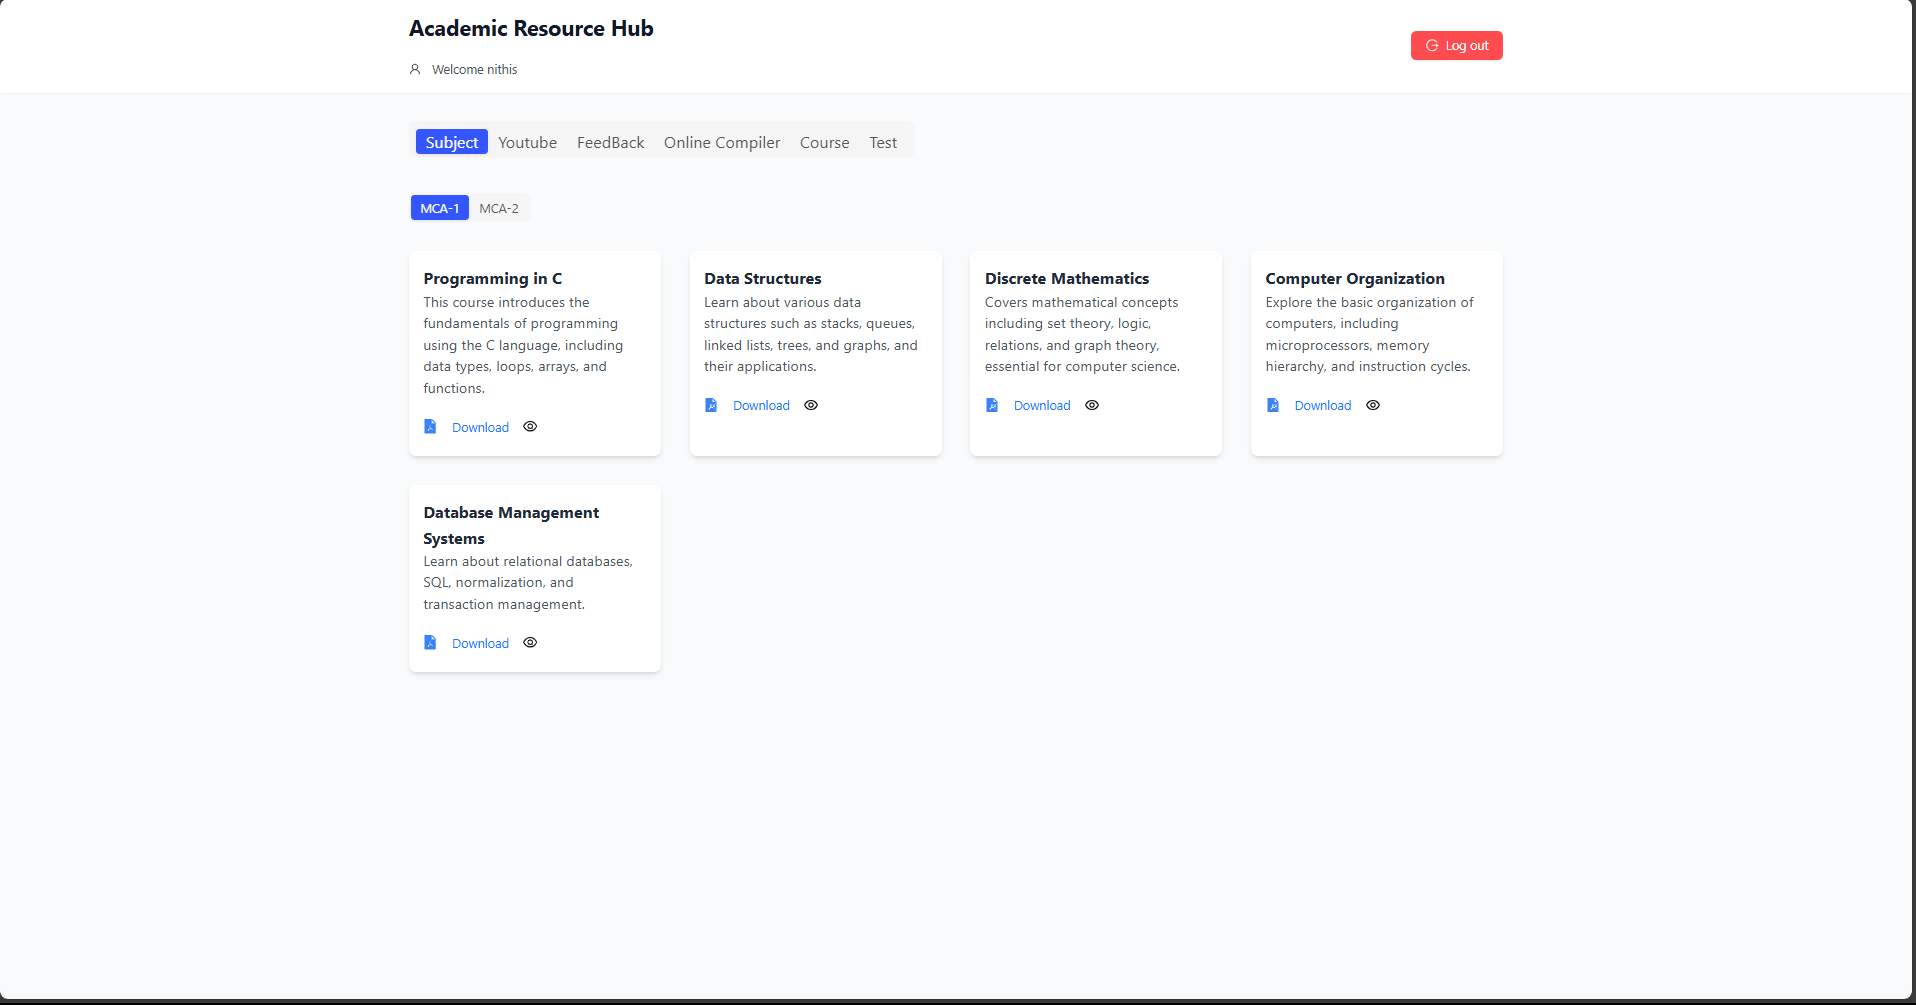 Academic Resource Hub
Welcome nithis
Log out
Subject Youtube FeedBack Online Compiler Course Test
MCA-1 MCA-2
Programming in C
This course introduces the
fundamentals of programming
using the C language, including
data types, loops, arrays, and
functions.
Download
Data Structures
Learn about various data
structures such as stacks, queues,
linked lists, trees, and graphs, and
their applications.
Download
Discrete Mathematics
Covers mathematical concepts
including set theory, logic,
relations, and graph theory,
essential for computer science.
Download
Computer Organization
Explore the basic organization of
computers, including
microprocessors, memory
hierarchy, and instruction cycles.
Download
Database Management
Systems
Learn about relational databases,
SQL, normalization, and
transaction management.
Download